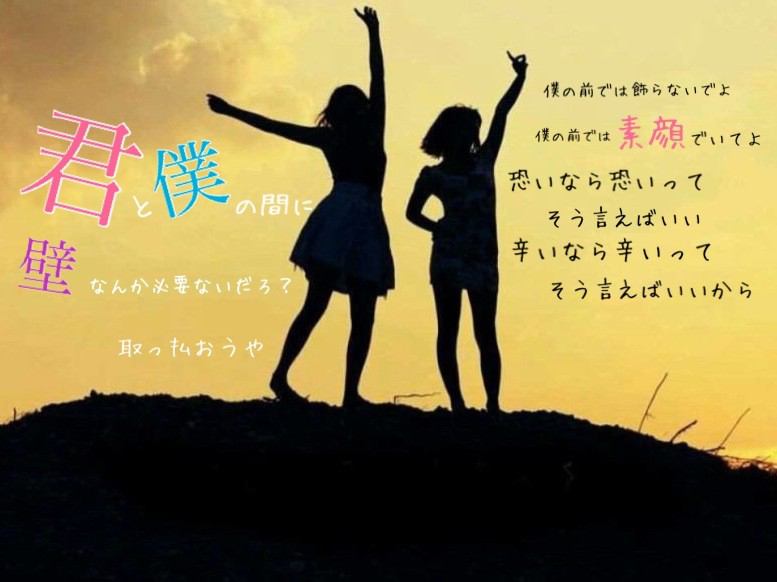 君と僕の間に
壁なんか必要ないだろ?
取っ払おうや
僕の前では飾らないでよ
僕の前では素顔でいてよ
恐いなら恐いって
そう言えばいい
辛いなら辛いって
そう言えばいいから